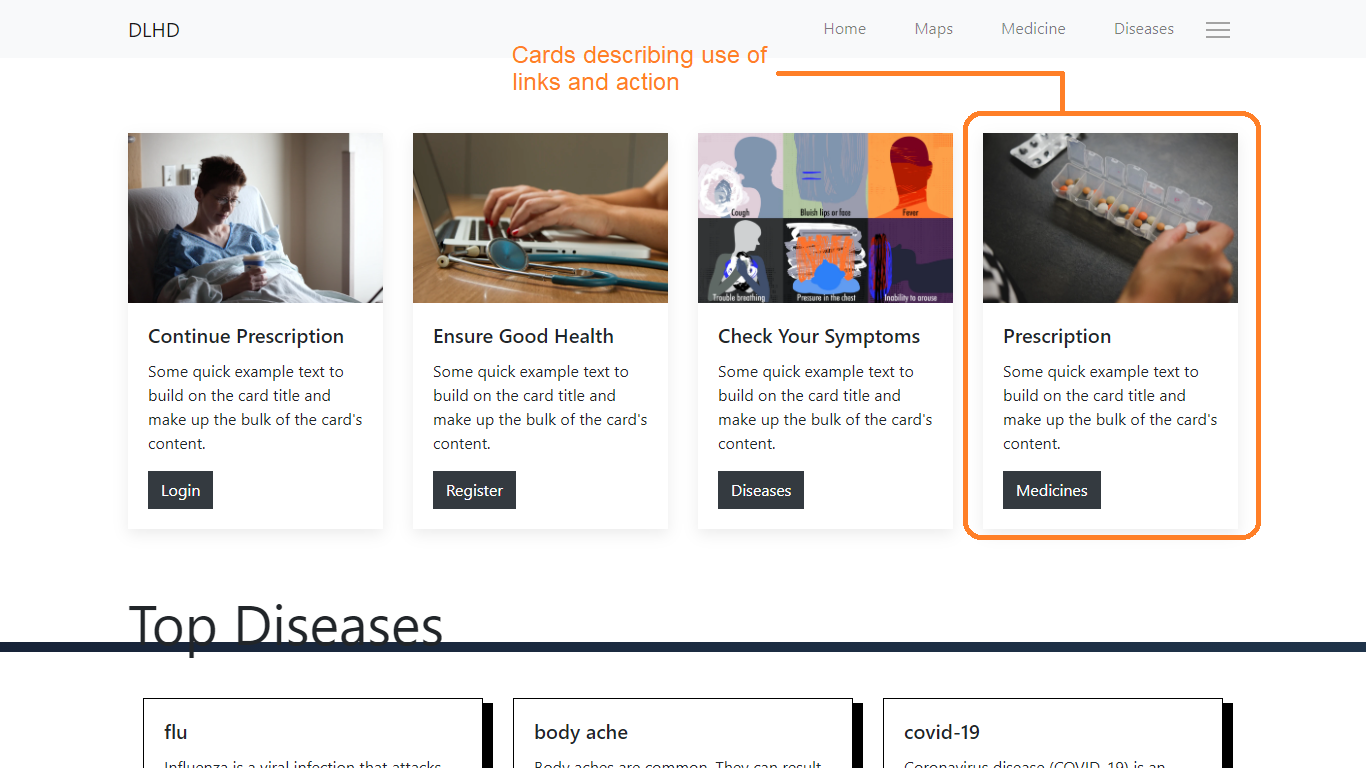 DLHD
Home
Maps
Medicine
Diseases
Cards describing use of
links and action
Cough
Bluish lips or face
Fever
Trouble breathing
Pressure in the chest
Inability to arouse
Continue Prescription
Some quick example text to
build on the card title and
make up the bulk of the card's
content.
Login
Ensure Good Health
Some quick example text to
build on the card title and
make up the bulk of the card's
content.
Register
Check Your Symptoms
Some quick example text to
build on the card title and
make up the bulk of the card's
content.
Diseases
Prescription
Some quick example text to
build on the card title and
make up the bulk of the card's
content.
Medicines
Top Diseases
flu
Influenza is a viral infection that attacks
body ache
Body aches are common. They can result
covid-19
Coronavirus disease (COVID-19) is an